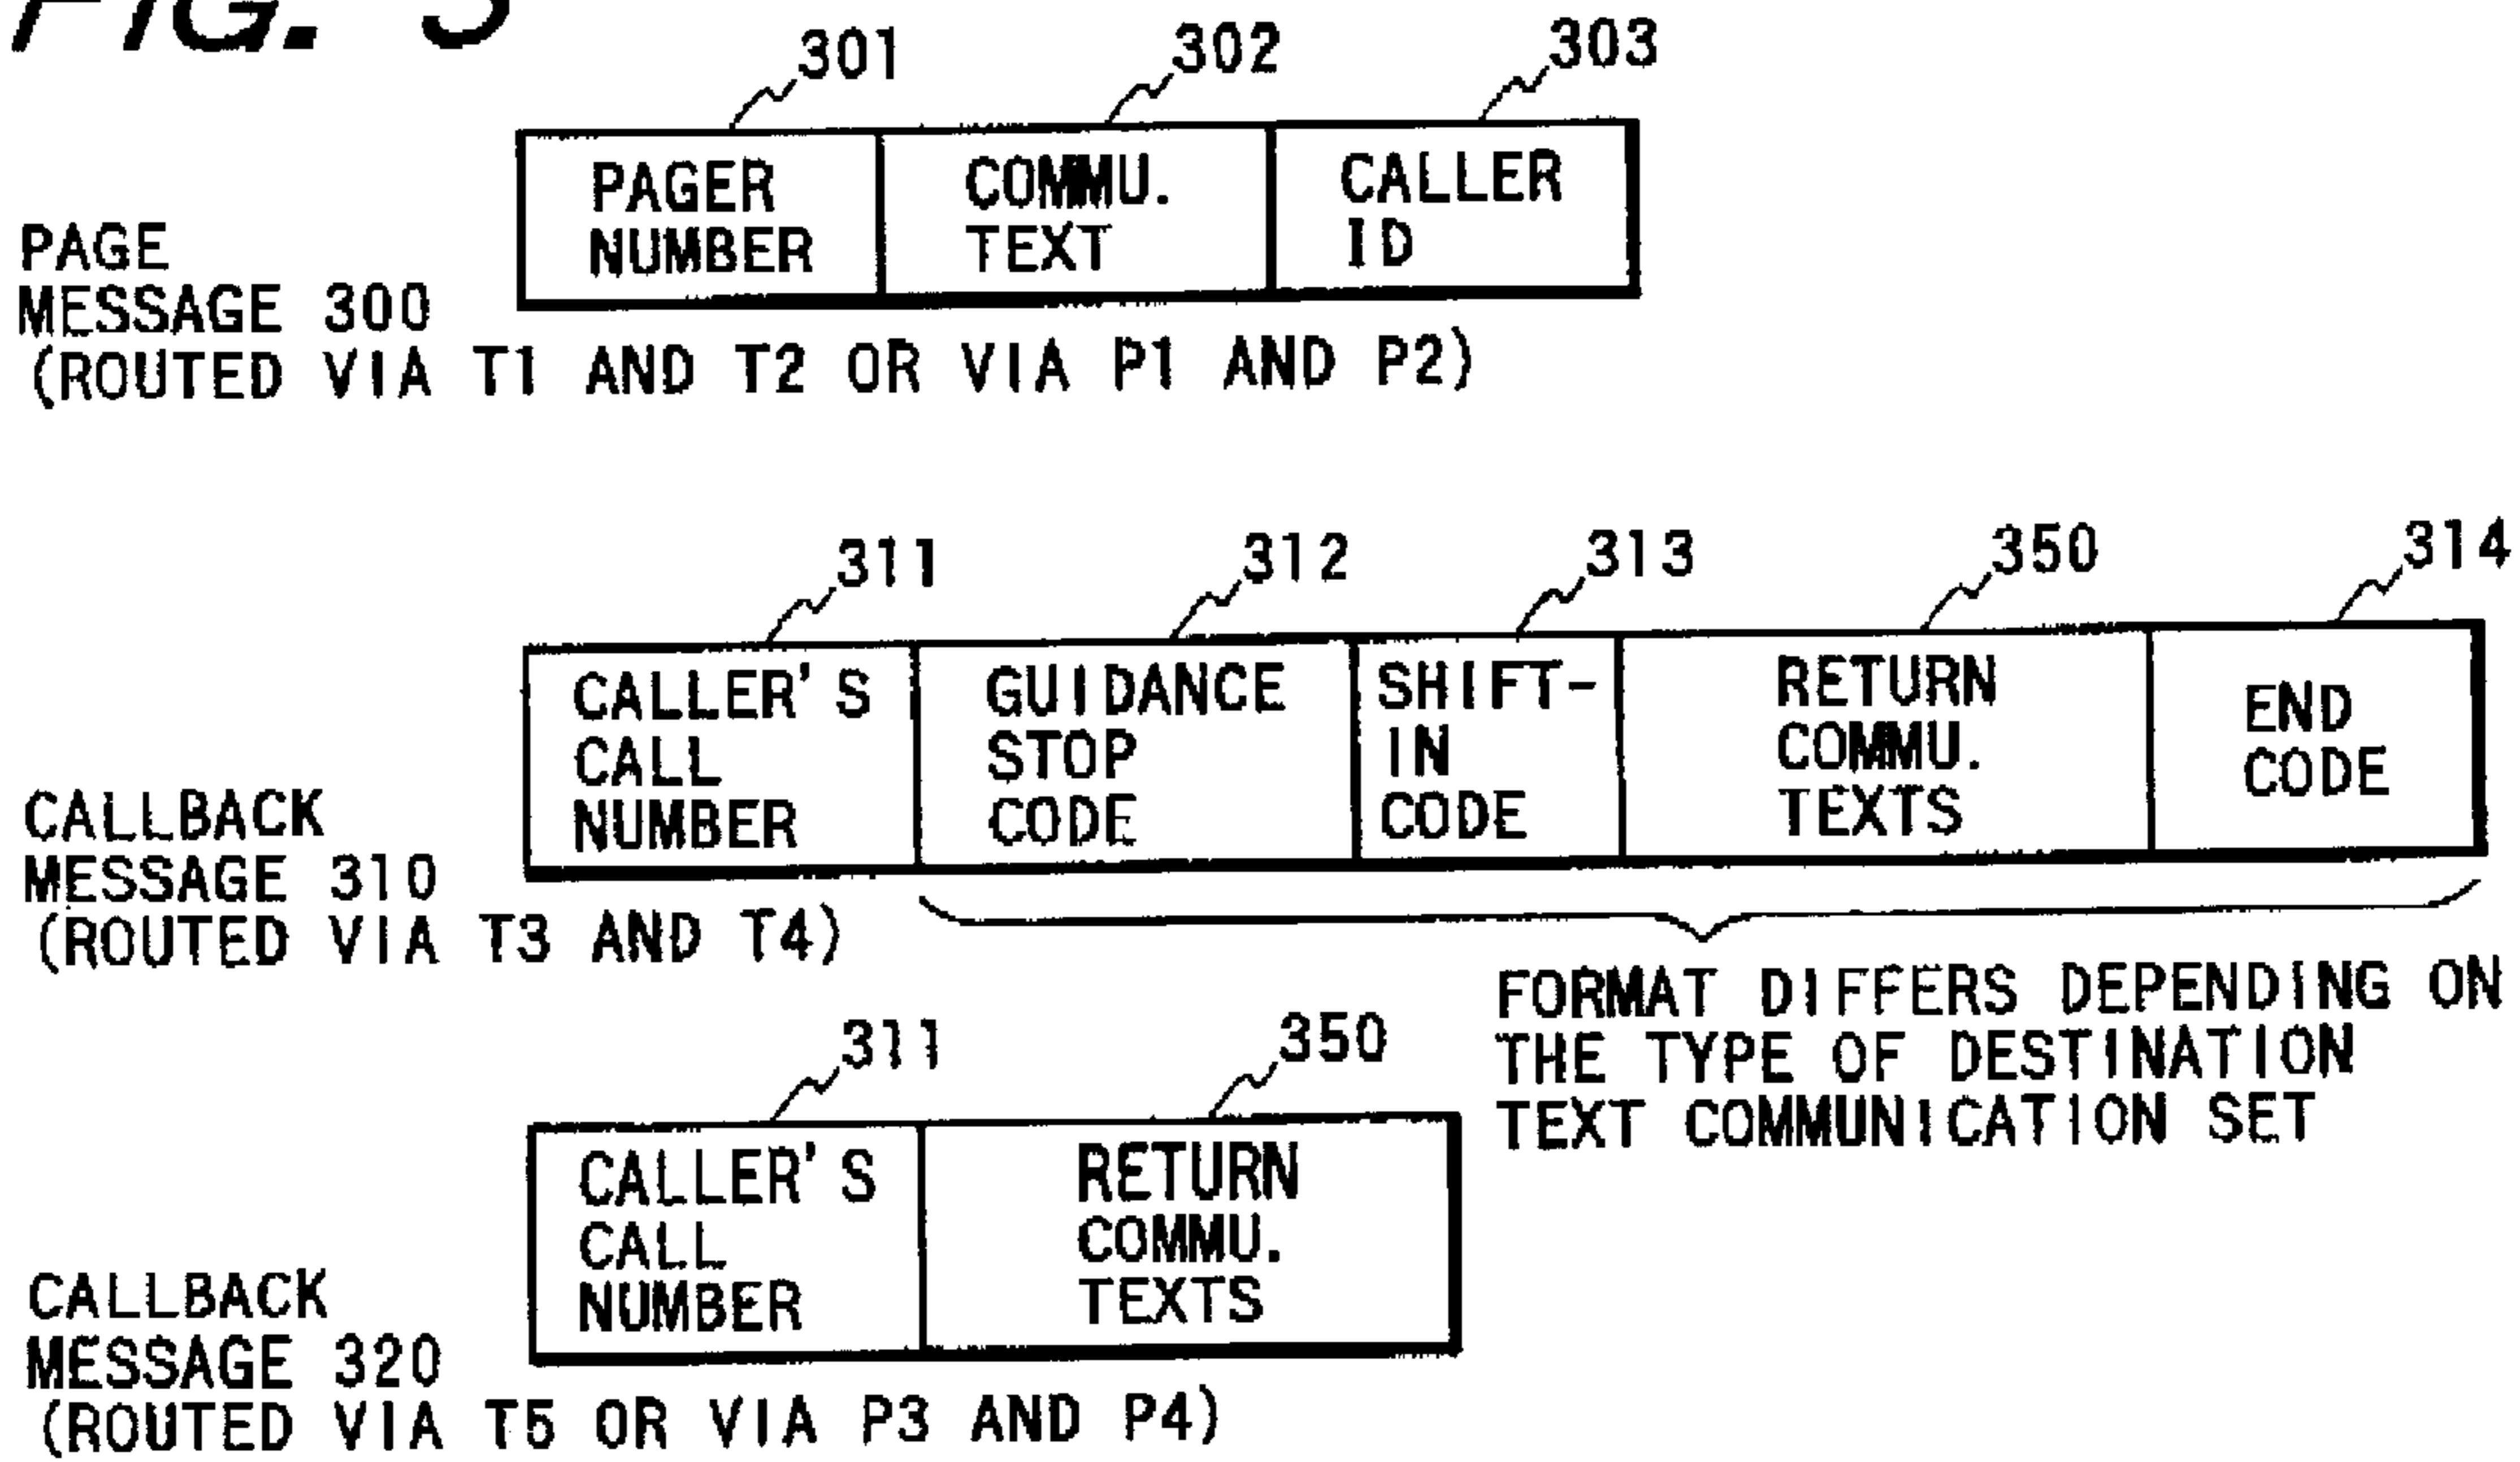 FIG. 3
301 302 303
PAGER NUMBER
COMMU. TEXT
CALLER ID
PAGE
MESSAGE 300
(ROUTED VIA T1 AND T2 OR VIA P1 AND P2)
311 312 313 350 314
CALLER'S CALL NUMBER
GUIDANCE STOP CODE
SHIFT-IN CODE
RETURN COMMU. TEXTS
END CODE
CALLBACK
MESSAGE 310
(ROUTED VIA T3 AND T4)
FORMAT DIFFERS DEPENDING ON
THE TYPE OF DESTINATION
TEXT COMMUNICATION SET
311 350
CALLER'S CALL NUMBER
RETURN COMMU. TEXTS
CALLBACK
MESSAGE 320
(ROUTED VIA T5 OR VIA P3 AND P4)